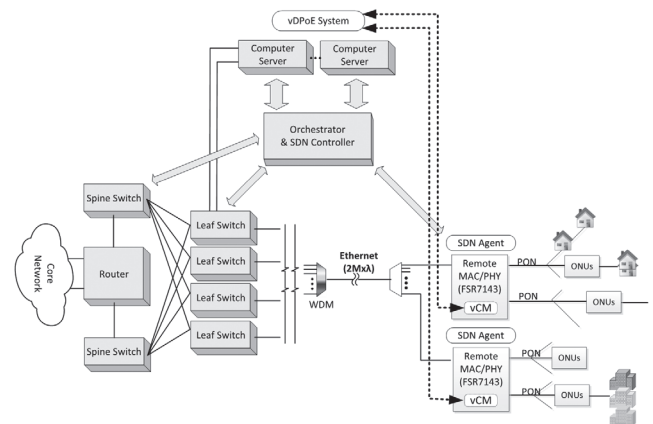 vDPoE System
Computer
Server
Computer
Server
Orchestrator
& SDN Controller
Spine Switch
Leaf Switch
Core
Network
Router
Leaf Switch
Leaf Switch
Leaf Switch
Spine Switch
WDM
Ethernet
(2Mxλ)
SDN Agent
Remote
MAC/PHY
(FSR7143)
vCM
PON
ONUs
PON
ONUs
SDN Agent
Remote
MAC/PHY
(FSR7143)
vCM
PON
ONUs
PON
ONUs